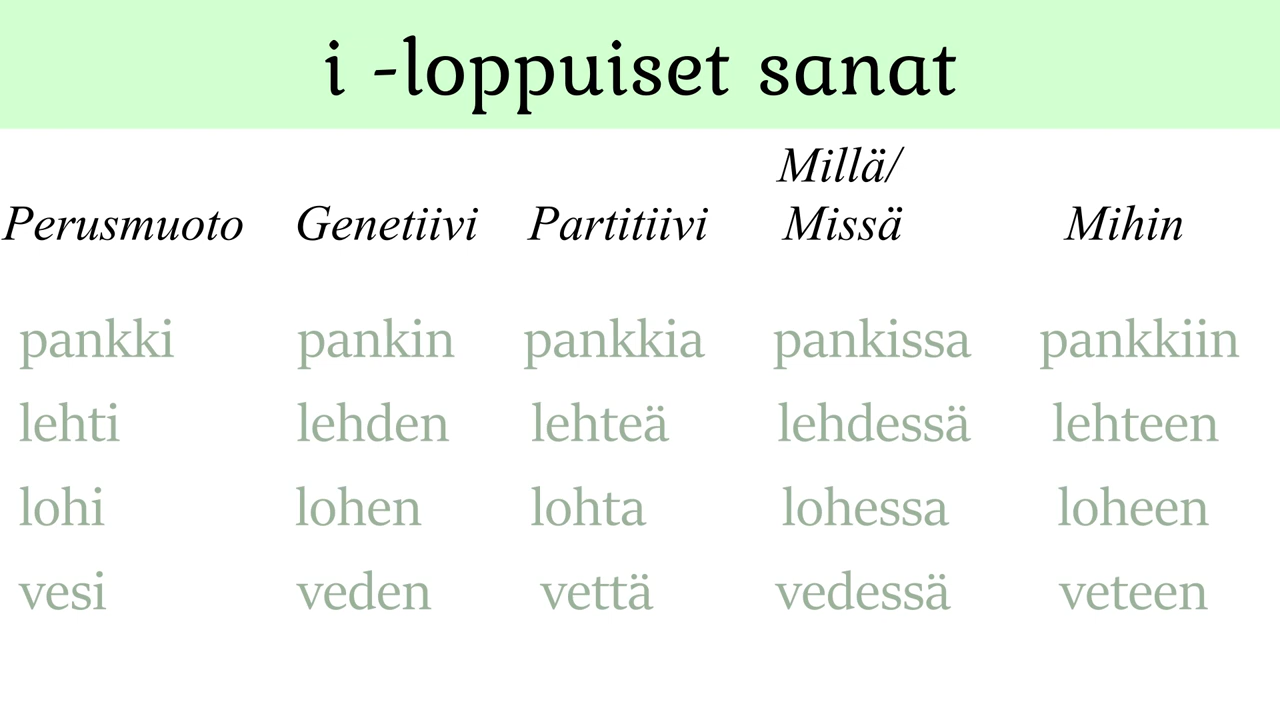 i -loppuiset sanat
Millä/
Perusmuoto Genetiivi Partitiivi Missä Mihin
pankki pankin pankkia pankissa pankkiin
lehti lehden lehteä lehdessä lehteen
lohi lohen lohta lohessa loheen
vesi veden vettä vedessä veteen